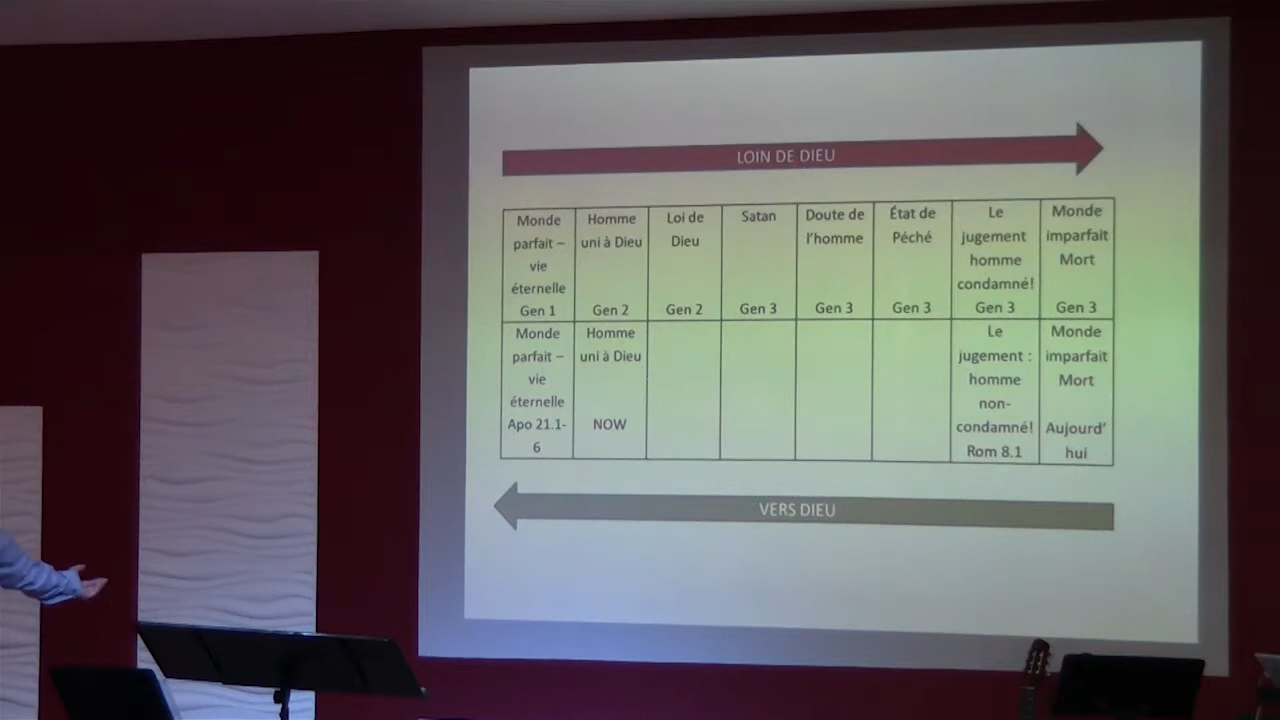 LOIN DE DIEU
Monde
parfait –
vie
éternelle
Gen 1
Homme
uni à Dieu
Gen 2
Loi de
Dieu
Gen 2
Satan
Gen 3
Doute de
l'homme
Gen 3
État de
Péché
Gen 3
Le
jugement
homme
condamné!
Gen 3
Monde
imparfait
Mort
Gen 3
Monde
parfait –
vie
éternelle
Apo 21.1-
6
Homme
uni à Dieu
NOW
Le
jugement :
homme
non-
condamné!
Rom 8.1
Monde
imparfait
Mort
Aujourd'
hui
VERS DIEU